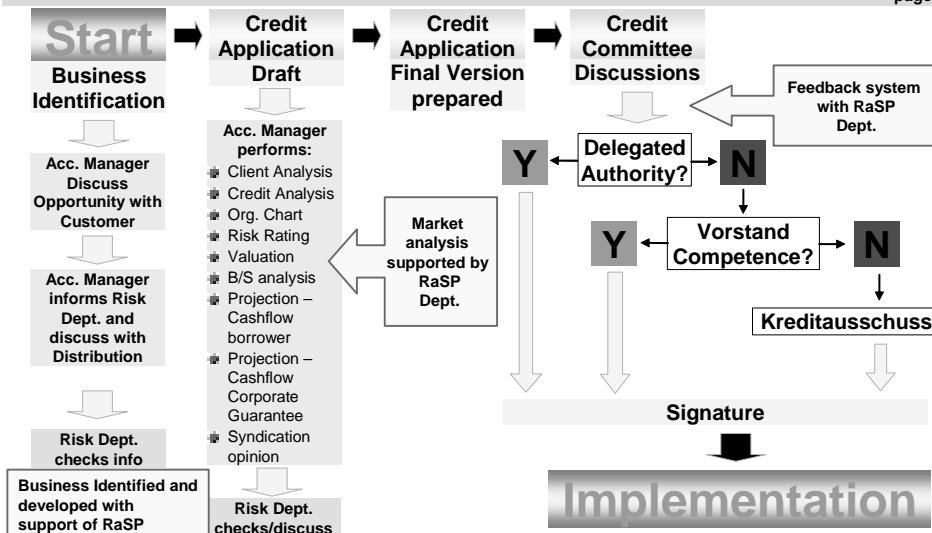 page
Start
Business
Identification
Acc. Manager
Discuss
Opportunity with
Customer
Acc. Manager
informs Risk
Dept. and
discuss with
Distribution
Risk Dept.
checks info
Business Identified and
developed with
support of RaSP
Credit
Application
Draft
Acc. Manager
performs:
Client Analysis
Credit Analysis
Org. Chart
Risk Rating
Valuation
B/S analysis
Projection –
Cashflow
borrower
Projection –
Cashflow
Corporate
Guarantee
Syndication
opinion
Risk Dept.
checks/discuss
Market
analysis
supported by
RaSP
Dept.
Credit
Application
Final Version
prepared
Credit
Committee
Discussions
Feedback system
with RaSP
Dept.
Y
Delegated
Authority?
N
Y
Vorstand
Competence?
N
Kreditausschuss
Signature
Implementation